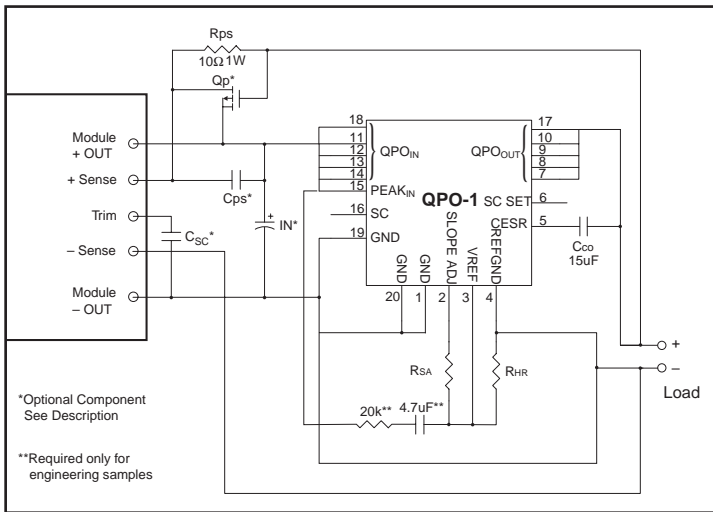 Rps
10Ω 1W
Qp*
Module
+ OUT
+ Sense
Trim
– Sense
Module
– OUT
Cps*
CSC*
IN*
+
18
11
12
13
14
15
16
19
QPOIN
PEAKIN
SC
GND
QPO-1
QPOOUT
SC SET
CESR
17
10
9
8
7
6
5
GND
GND
SLOPE ADJ
VREF
REFGND
20
1
2
3
4
Cco
15uF
RSA
RHR
20k**
4.7uF**
+
–
Load
*Optional Component
See Description
**Required only for
engineering samples